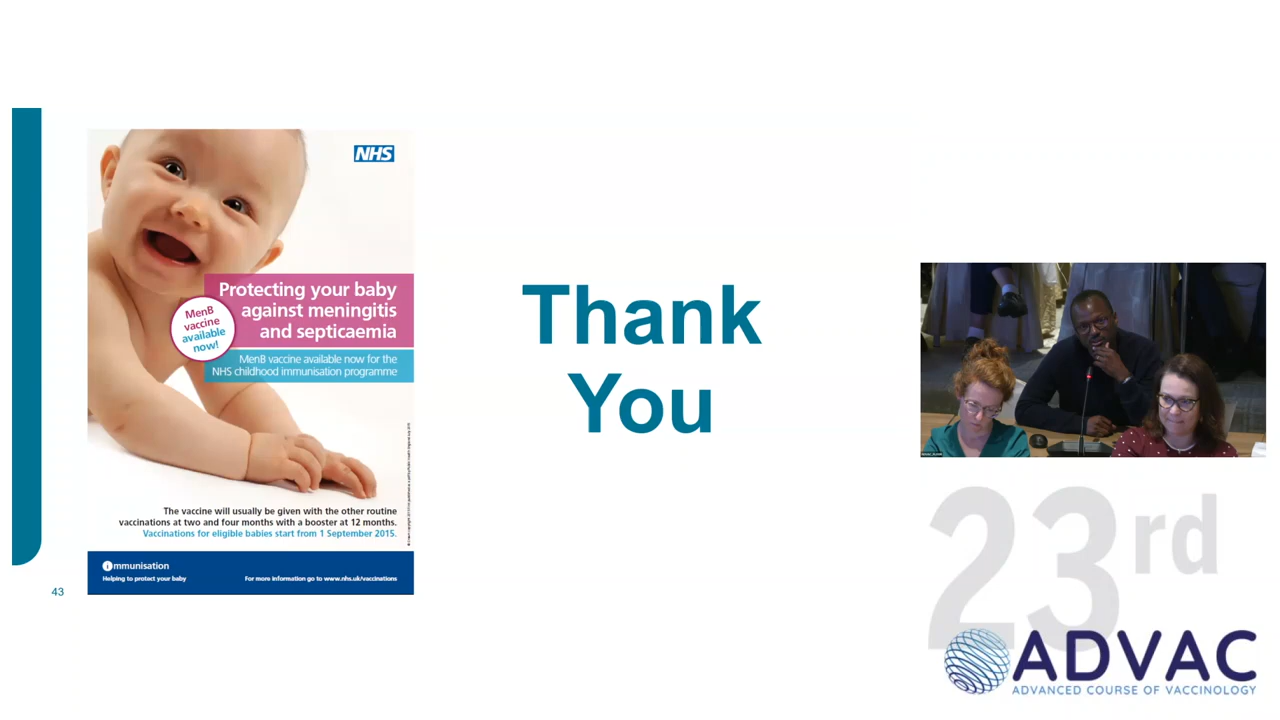 NHS
Protecting your baby
against meningitis
and septicaemia
MenB
vaccine
available
now!
MenB vaccine available now for the
NHS childhood immunisation programme
The vaccine will usually be given with the other routine
vaccinations at two and four months with a booster at 12 months.
Vaccinations for eligible babies start from 1 September 2015.
immunisation
Helping to protect your baby
For more information go to www.nhs.uk/vaccinations
43
Thank
You
23rd
ADVAC
ADVANCED COURSE OF VACCINOLOGY